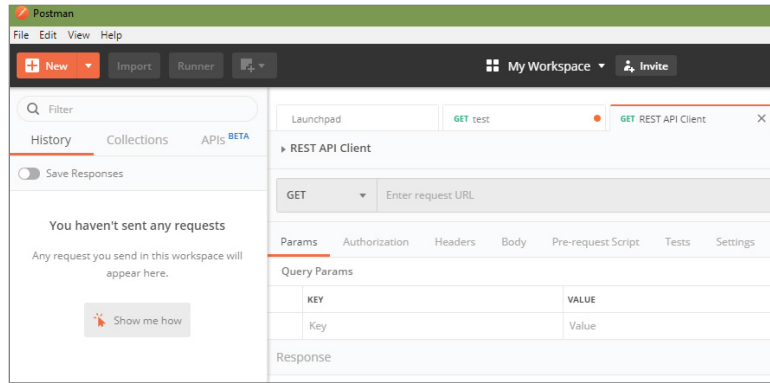 Postman
File Edit View Help
New Import Runner My Workspace Invite
Filter
History Collections APIs BETA
Save Responses
You haven't sent any requests
Any request you send in this workspace will
appear here.
Show me how
Launchpad GET test GET REST API Client
REST API Client
GET Enter request URL
Params Authorization Headers Body Pre-request Script Tests Settings
Query Params
KEY VALUE
Key Value
Response